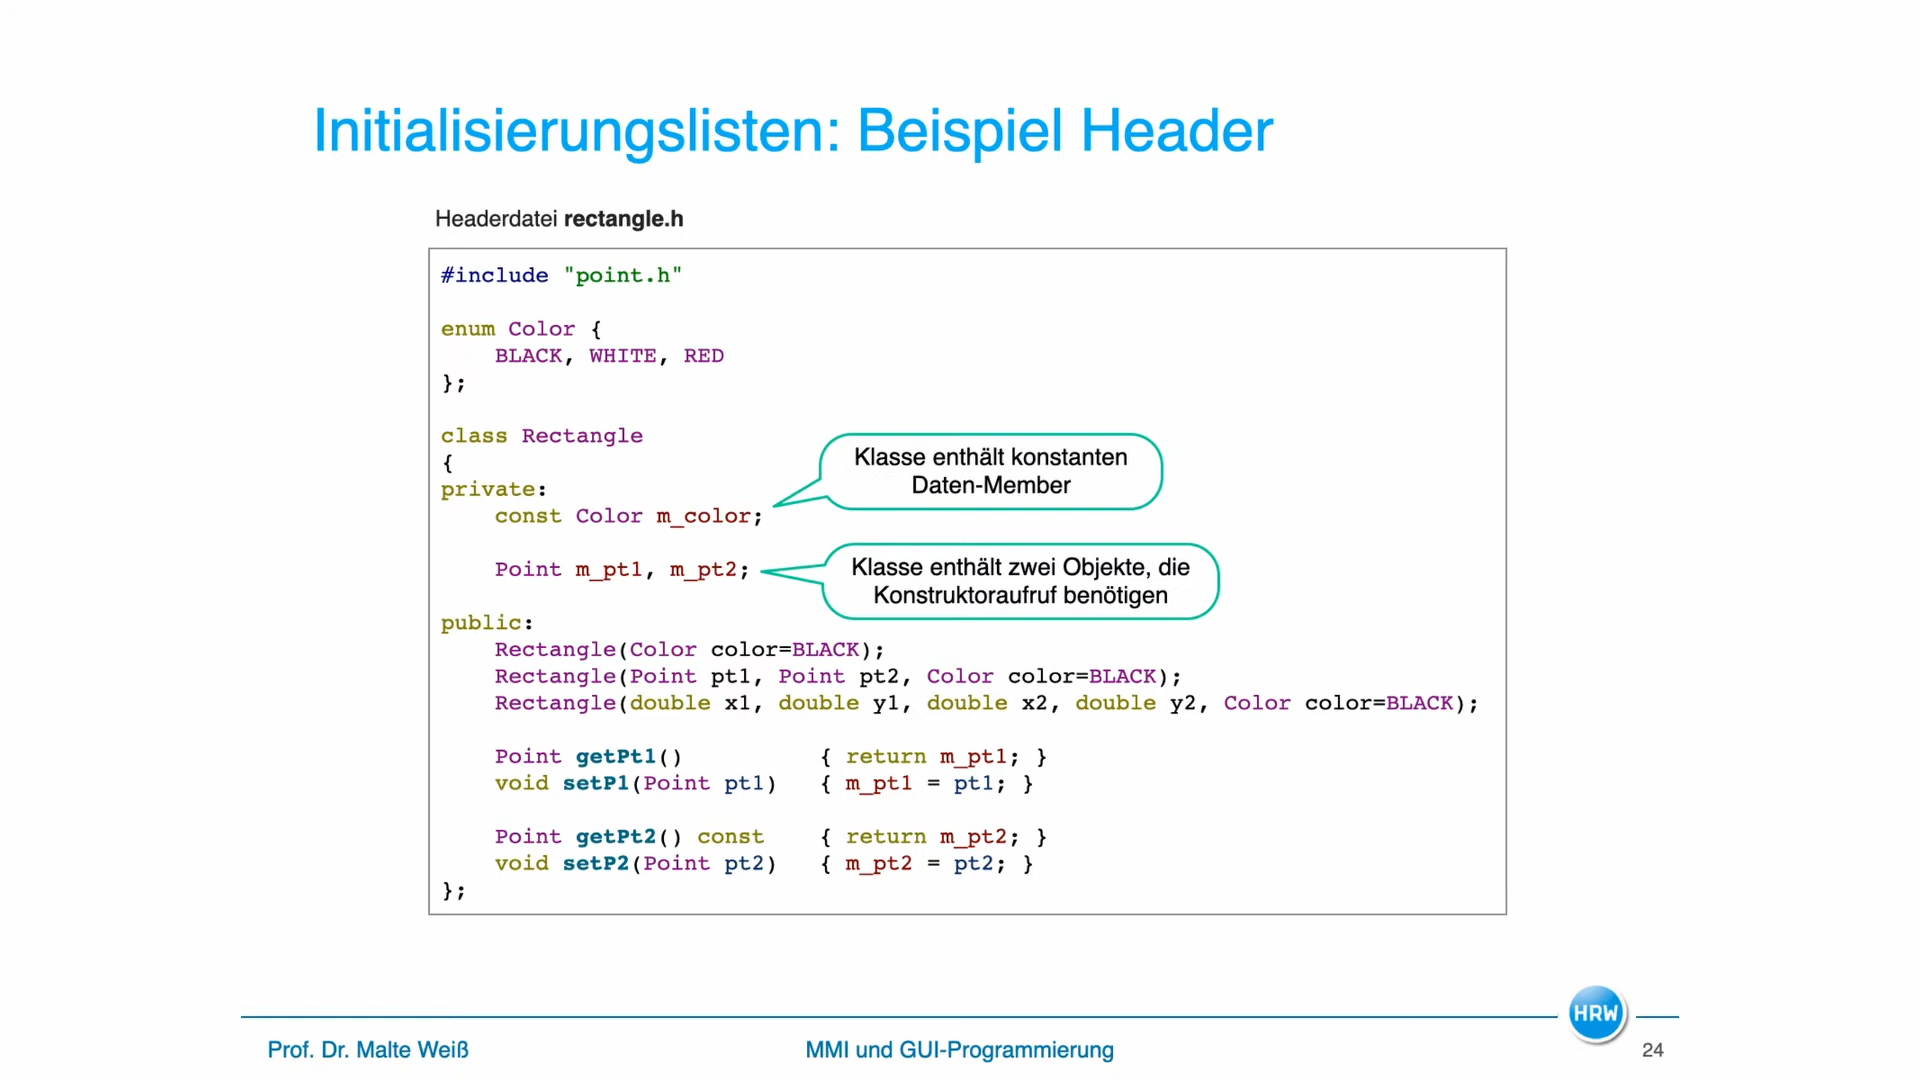 Initialisierungslisten: Beispiel Header
Headerdatei rectangle.h
#include "point.h"
enum Color {
    BLACK, WHITE, RED
};
class Rectangle
{
private:
    const Color m_color;
Klasse enthält konstanten
Daten-Member
    Point m_pt1, m_pt2;
Klasse enthält zwei Objekte, die
Konstruktoraufruf benötigen
public:
    Rectangle(Color color=BLACK);
    Rectangle(Point pt1, Point pt2, Color color=BLACK);
    Rectangle(double x1, double y1, double x2, double y2, Color color=BLACK);
    Point getPt1()          { return m_pt1; }
    void setP1(Point pt1)   { m_pt1 = pt1; }
    Point getPt2() const    { return m_pt2; }
    void setP2(Point pt2)   { m_pt2 = pt2; }
};
HRW
Prof. Dr. Malte Weiß
MMI und GUI-Programmierung
24